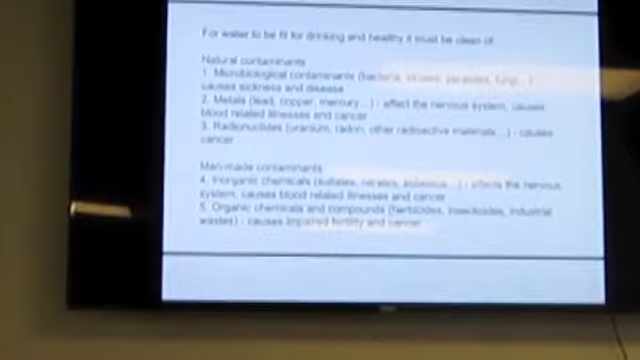 For water to be fit for drinking and healthy it must be clean of
Natural contaminants
1. Microbiological contaminants (bacteria, viruses, parasites, fungi...)
causes sickness and disease
2. Metals (lead, copper, mercury...) - affect the nervous system, causes
blood related illnesses and cancer
3. Radionuclides (uranium, radon, other radioactive materials...) - causes
cancer
Man-made contaminants
4. Inorganic chemicals (sulfates, nitrates, asbestos...) - affects the nervous
system, causes blood related illnesses and cancer
5. Organic chemicals and compounds (herbicides, insecticides, industrial
wastes) - causes impaired fertility and cancer